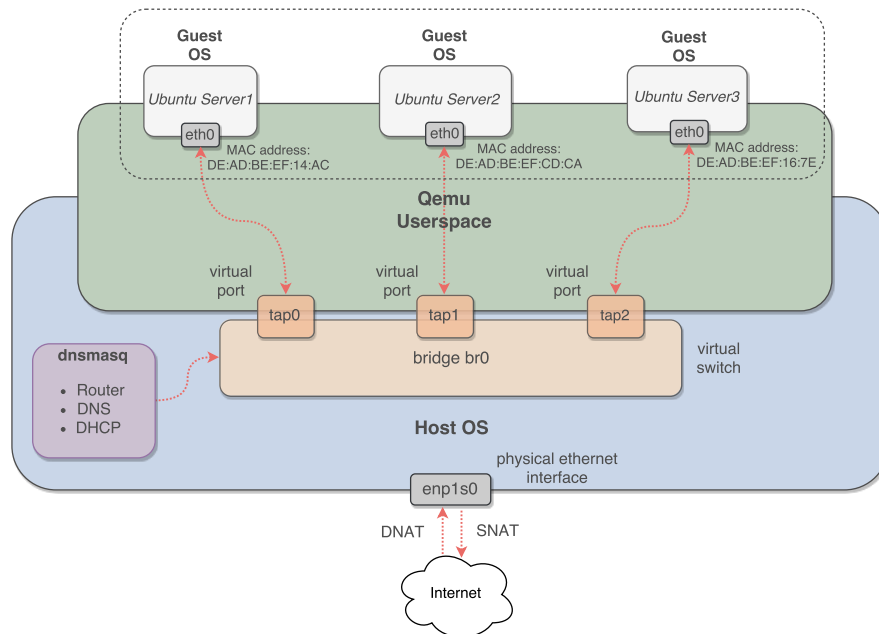 Guest
OS
Guest
OS
Guest
OS
Ubuntu Server1
Ubuntu Server2
Ubuntu Server3
eth0
eth0
eth0
MAC address:
DE:AD:BE:EF:14:AC
MAC address:
DE:AD:BE:EF:CD:CA
MAC address:
DE:AD:BE:EF:16:7E
Qemu
Userspace
virtual
port
virtual
port
virtual
port
tap0
tap1
tap2
bridge br0
virtual
switch
dnsmasq
• Router
• DNS
• DHCP
Host OS
physical ethernet
interface
enp1s0
DNAT
SNAT
Internet